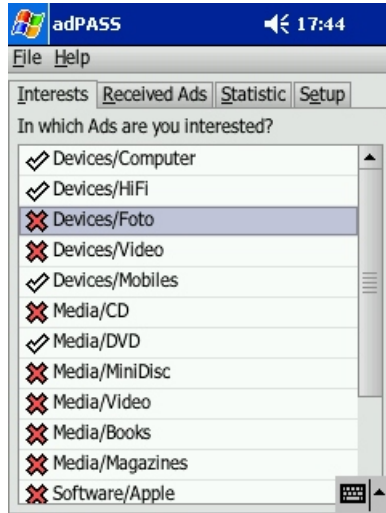 adPASS 17:44
File Help
Interests Received Ads Statistic Setup
In which Ads are you interested?
Devices/Computer
Devices/HiFi
Devices/Foto
Devices/Video
Devices/Mobiles
Media/CD
Media/DVD
Media/MiniDisc
Media/Video
Media/Books
Media/Magazines
Software/Apple